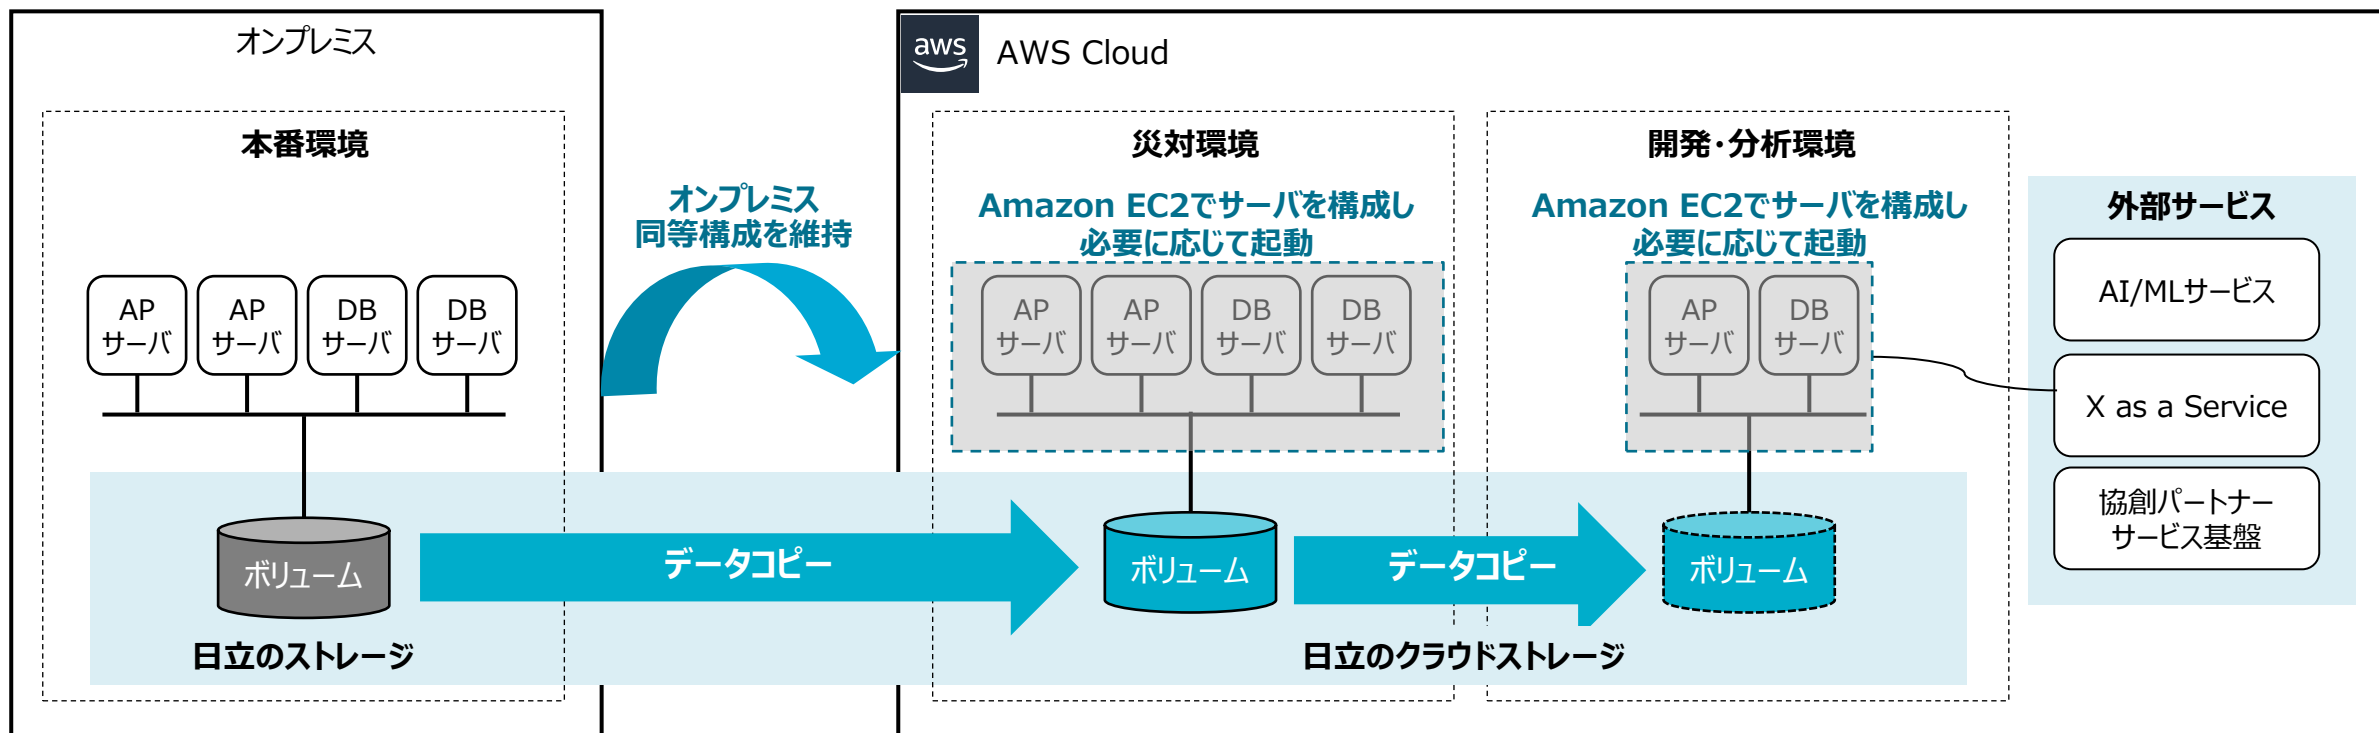 オンプレミス
本番環境
AP
サーバ
AP
サーバ
DB
サーバ
DB
サーバ
ボリューム
日立のストレージ
オンプレミス
同等構成を維持
データコピー
aws
AWS Cloud
災対環境
Amazon EC2でサーバを構成し
必要に応じて起動
AP
サーバ
AP
サーバ
DB
サーバ
DB
サーバ
ボリューム
データコピー
日立のクラウドストレージ
開発・分析環境
Amazon EC2でサーバを構成し
必要に応じて起動
AP
サーバ
DB
サーバ
ボリューム
外部サービス
AI/MLサービス
X as a Service
協創パートナー
サービス基盤